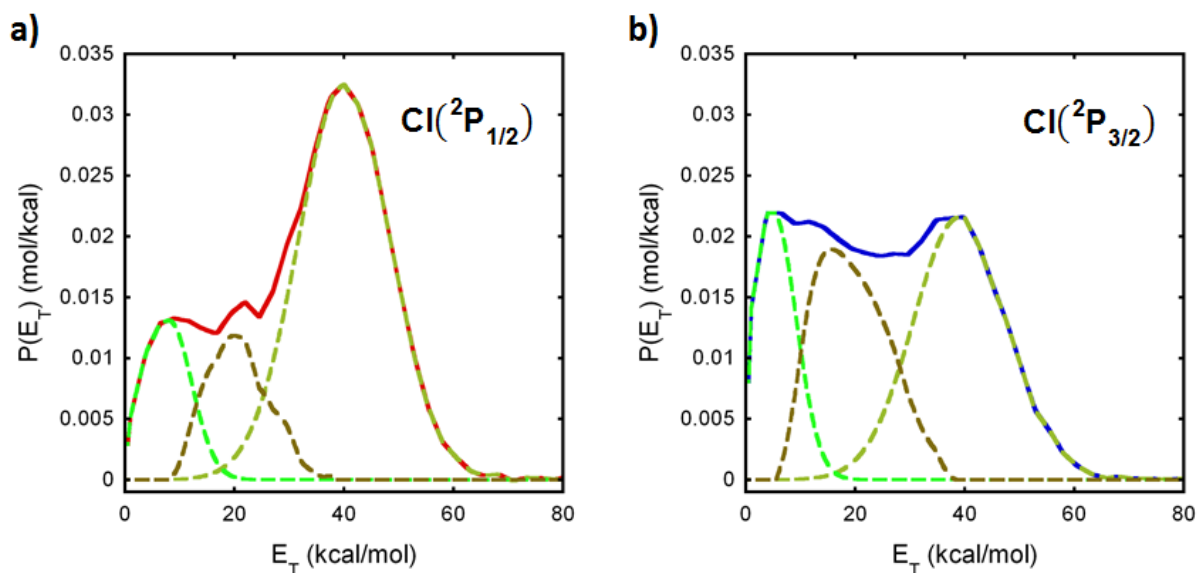 a)
Cl(²P₁/₂)
P(E_T) (mol/kcal)
0.035
0.03
0.025
0.02
0.015
0.01
0.005
0
0 20 40 60 80
E_T (kcal/mol)
b)
Cl(²P₃/₂)
P(E_T) (mol/kcal)
0.035
0.03
0.025
0.02
0.015
0.01
0.005
0
0 20 40 60 80
E_T (kcal/mol)